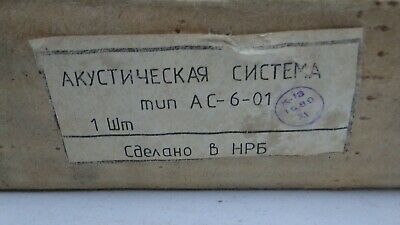 АКУСТИЧЕСКАЯ СИСТЕМА
тип АС-6-01
1 Шт
Сделано в НРБ